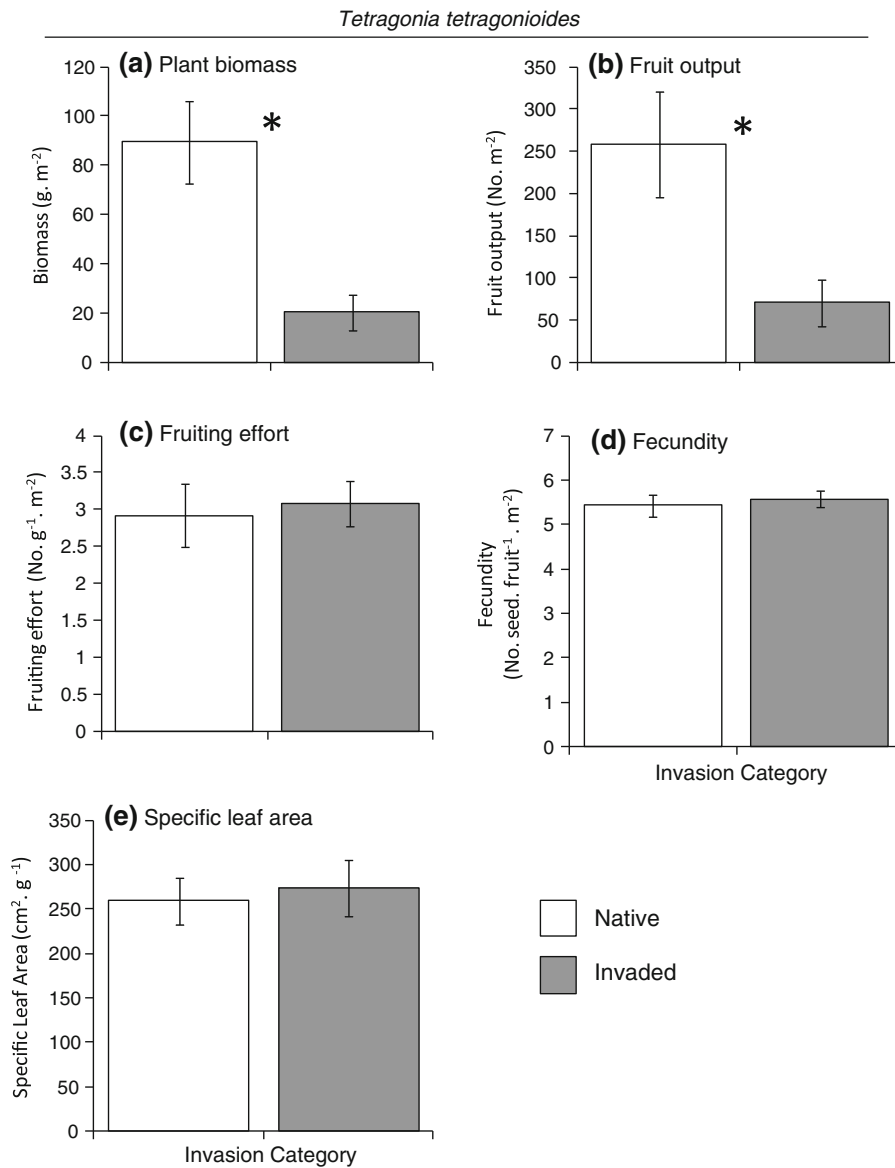 Tetragonia tetragonioides
(a) Plant biomass
120
100
80
60
40
20
0
Biomass (g. m-2)
*
(b) Fruit output
350
300
250
200
150
100
50
0
Fruit output (No. m-2)
*
(c) Fruiting effort
4
3.5
3
2.5
2
1.5
1
0.5
0
Fruiting effort (No. g-1. m-2)
(d) Fecundity
7
6
5
4
3
2
1
0
Fecundity
(No. seed. fruit-1 . m-2)
Invasion Category
(e) Specific leaf area
350
300
250
200
150
100
50
0
Specific Leaf Area (cm2. g -1)
Invasion Category
Native
Invaded